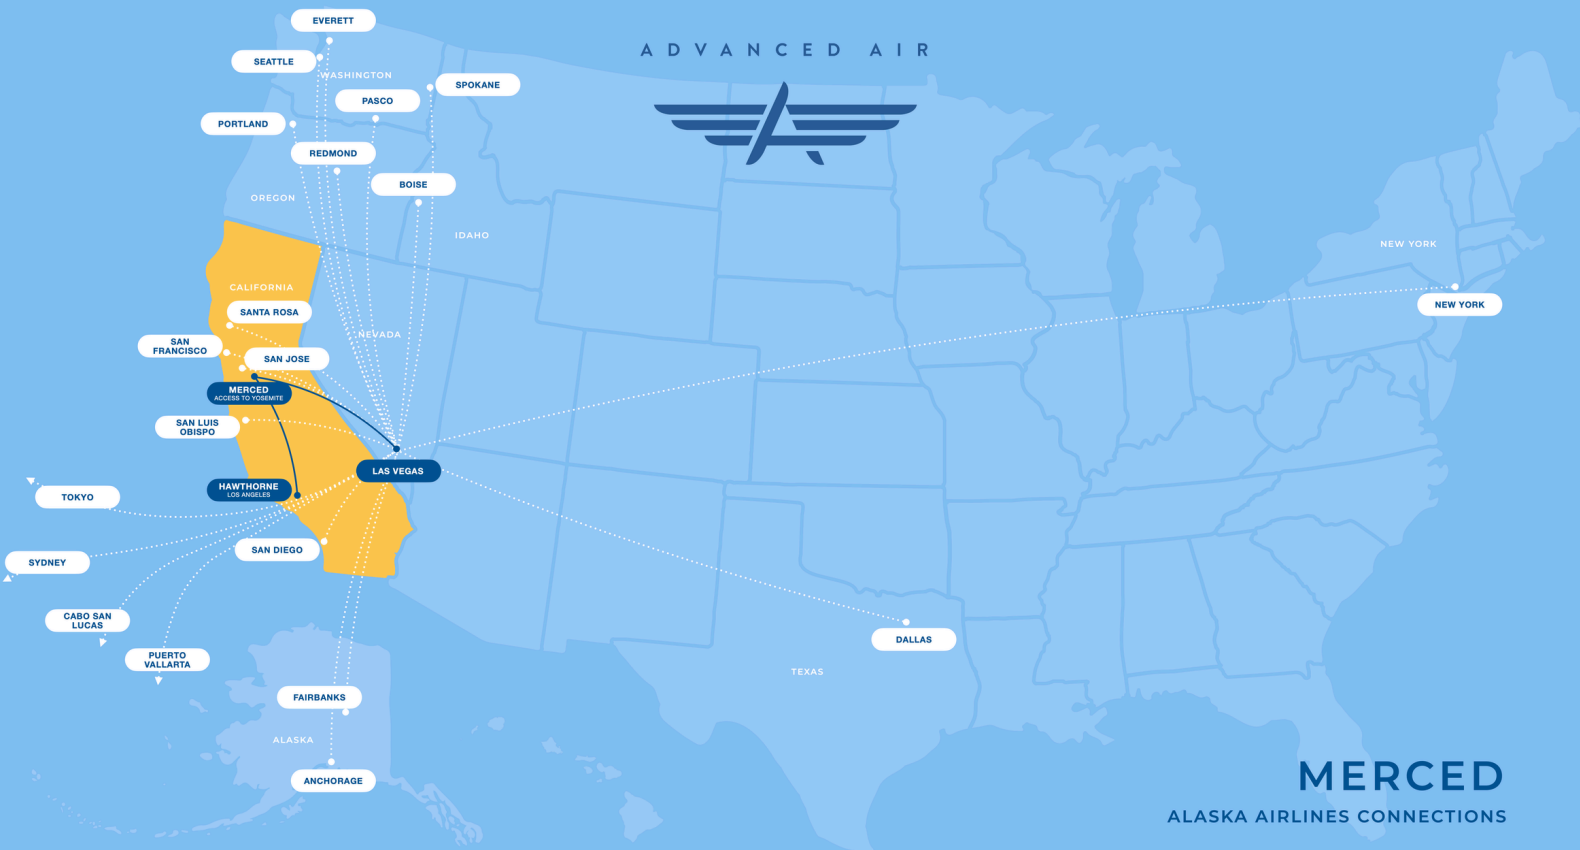 EVERETT
ADVANCED AIR
SEATTLE
WASHINGTON
SPOKANE
PASCO
PORTLAND
REDMOND
BOISE
OREGON
IDAHO
NEW YORK
CALIFORNIA
NEW YORK
SANTA ROSA
NEVADA
SAN
FRANCISCO
SAN JOSE
MERCED
ACCESS TO YOSEMITE
SAN LUIS
OBISPO
LAS VEGAS
HAWTHORNE
LOS ANGELES
TOKYO
SAN DIEGO
SYDNEY
CABO SAN
LUCAS
DALLAS
PUERTO
VALLARTA
TEXAS
FAIRBANKS
ALASKA
ANCHORAGE
MERCED
ALASKA AIRLINES CONNECTIONS